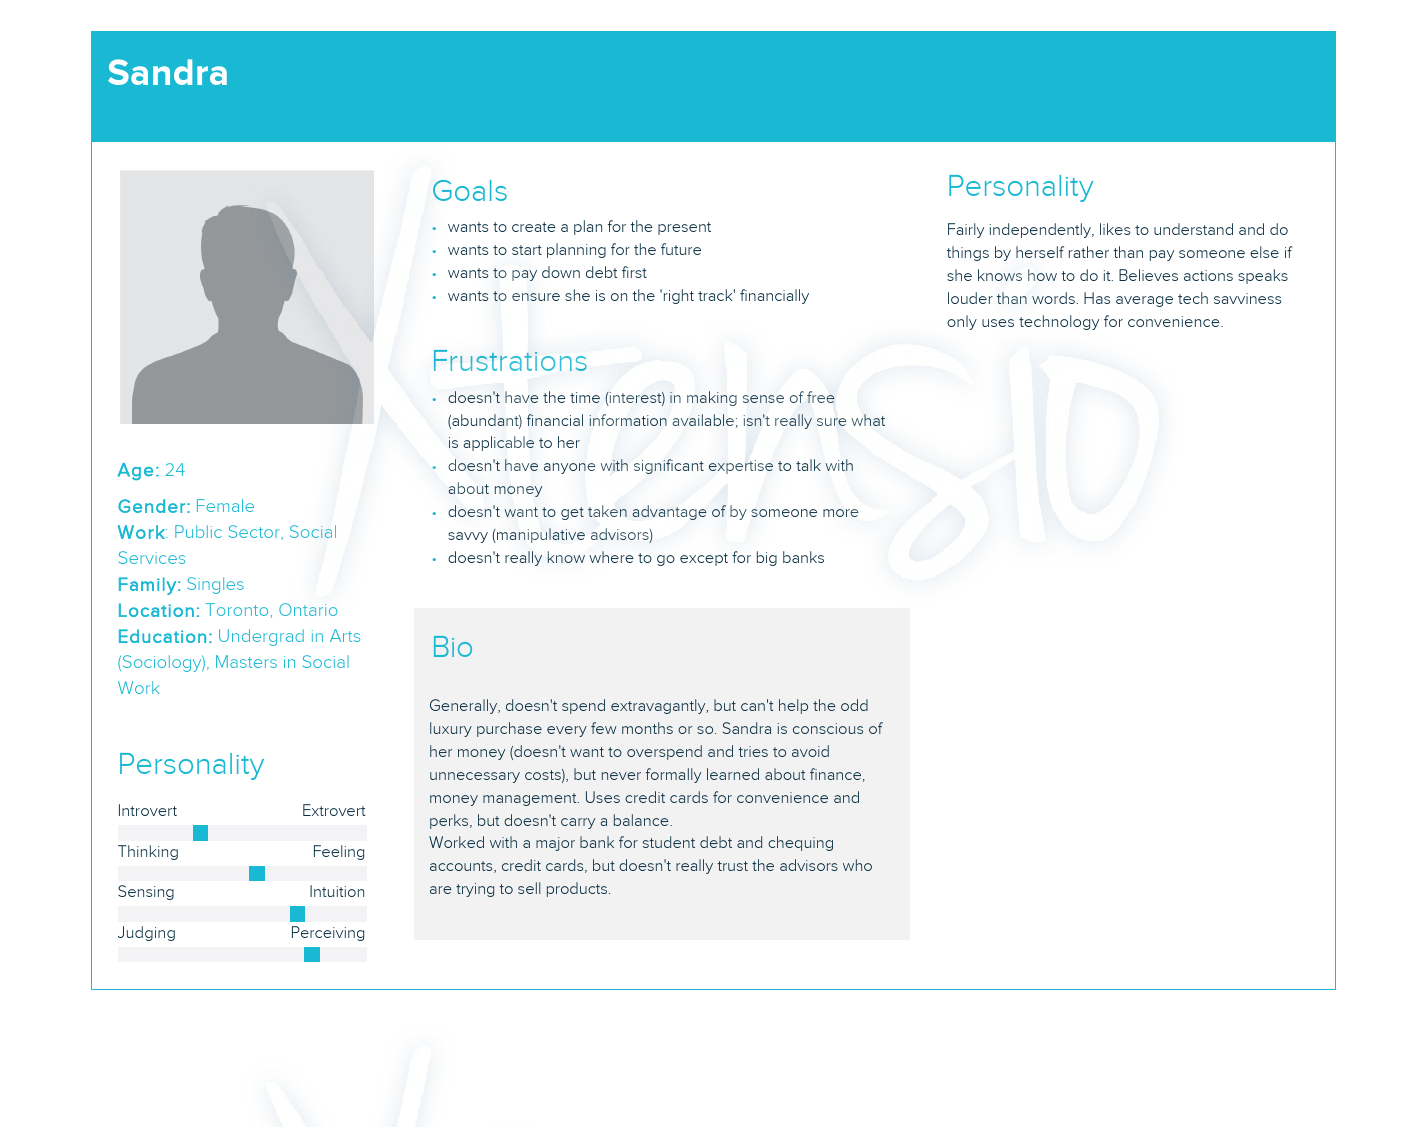 Sandra
Age: 24
Gender: Female
Work: Public Sector, Social
Services
Family: Singles
Location: Toronto, Ontario
Education: Undergrad in Arts
(Sociology), Masters in Social
Work
Personality
Introvert Extrovert
Thinking Feeling
Sensing Intuition
Judging Perceiving
Goals
• wants to create a plan for the present
• wants to start planning for the future
• wants to pay down debt first
• wants to ensure she is on the 'right track' financially
Frustrations
• doesn't have the time (interest) in making sense of free
(abundant) financial information available; isn't really sure what
is applicable to her
• doesn't have anyone with significant expertise to talk with
about money
• doesn't want to get taken advantage of by someone more
savvy (manipulative advisors)
• doesn't really know where to go except for big banks
Bio
Generally, doesn't spend extravagantly, but can't help the odd
luxury purchase every few months or so. Sandra is conscious of
her money (doesn't want to overspend and tries to avoid
unnecessary costs), but never formally learned about finance,
money management. Uses credit cards for convenience and
perks, but doesn't carry a balance.
Worked with a major bank for student debt and chequing
accounts, credit cards, but doesn't really trust the advisors who
are trying to sell products.
Personality
Fairly independently, likes to understand and do
things by herself rather than pay someone else if
she knows how to do it. Believes actions speaks
louder than words. Has average tech savviness
only uses technology for convenience.
Xtensio